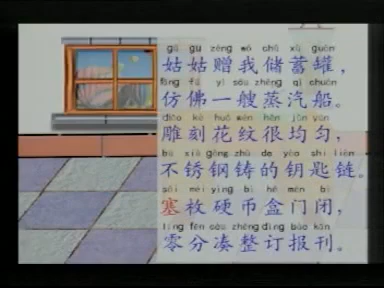 gū gu zèng wǒ chǔ xù guàn
姑姑赠我储蓄罐，
fǎng fú yì sōu zhēng qì chuán
仿佛一艘蒸汽船。
diāo kè huā wén hěn jūn yún
雕刻花纹很均匀，
bú xiù gāng zhù de yào shi liàn
不锈钢铸的钥匙链。
sāi méi yìng bì hé mén bì
塞枚硬币盒门闭，
líng fēn còu zhěng dìng bào kān
零分凑整订报刊。